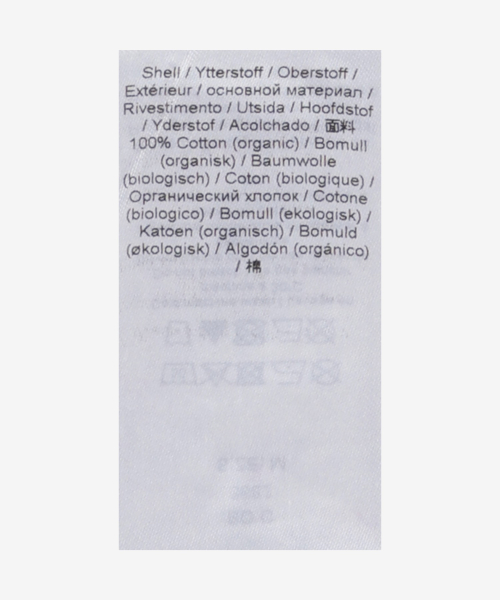 Shell / Ytterstoff / Oberstoff /
Extérieur / основной материал /
Rivestimento / Utsida / Hoofdstof
/ Yderstof / Acolchado / 面料
100% Cotton (organic) / Bomull
(organisk) / Baumwolle
(biologisch) / Coton (biologique) /
Органический хлопок / Cotone
(biologico) / Bomull (ekologisk) /
Katoen (organisch) / Bomuld
(økologisk) / Algodón (orgánico)
/ 棉